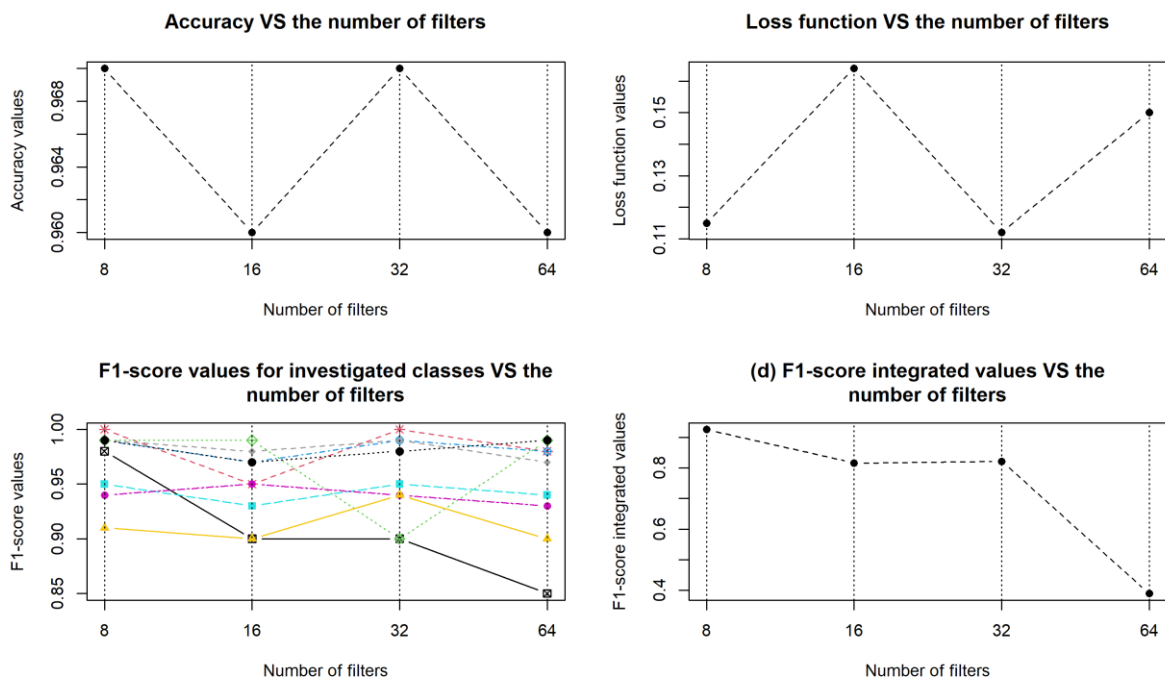 Accuracy VS the number of filters
Accuracy values
0.968
0.964
0.960
8 16 32 64
Number of filters
Loss function VS the number of filters
Loss function values
0.15
0.13
0.11
8 16 32 64
Number of filters
F1-score values for investigated classes VS the
number of filters
F1-score values
1.00
0.95
0.90
0.85
8 16 32 64
Number of filters
(d) F1-score integrated values VS the
number of filters
F1-score integrated values
0.8
0.6
0.4
8 16 32 64
Number of filters